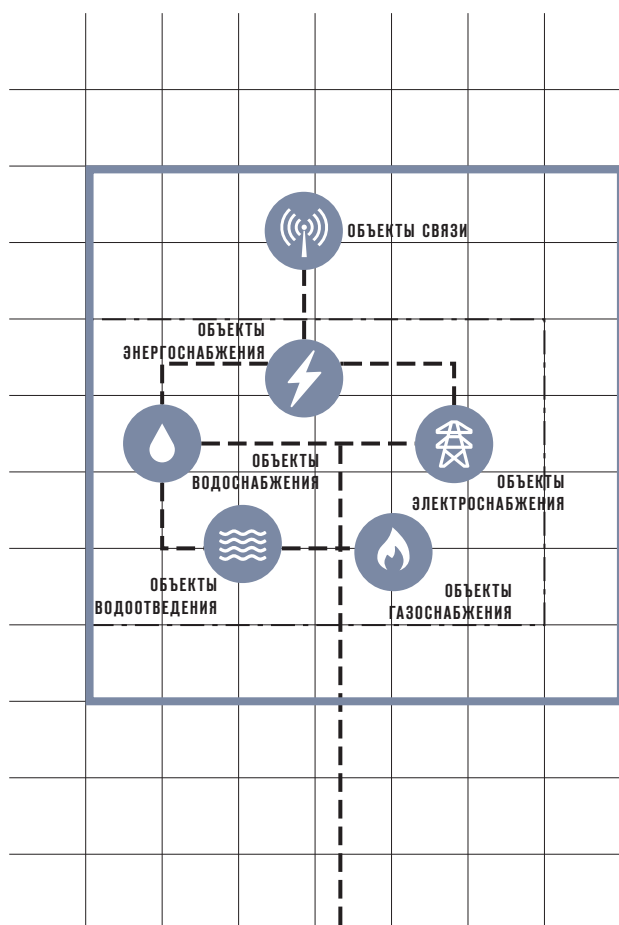 ОБЪЕКТЫ СВЯЗИ
ОБЪЕКТЫ
ЭНЕРГОСНАБЖЕНИЯ
ОБЪЕКТЫ
ВОДОСНАБЖЕНИЯ
ОБЪЕКТЫ
ЭЛЕКТРОСНАБЖЕНИЯ
ОБЪЕКТЫ
ВОДООТВЕДЕНИЯ
ОБЪЕКТЫ
ГАЗОСНАБЖЕНИЯ